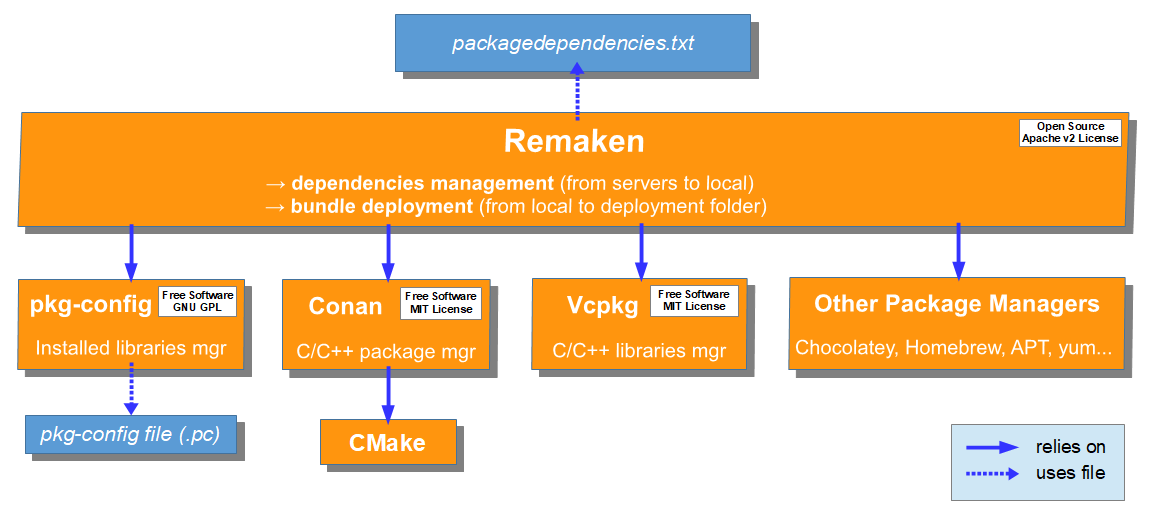 packagedependencies.txt
Remaken
Open Source
Apache v2 License
→ dependencies management (from servers to local)
→ bundle deployment (from local to deployment folder)
pkg-config
Free Software
GNU GPL
Installed libraries mgr
Conan
Free Software
MIT License
C/C++ package mgr
Vcpkg
Free Software
MIT License
C/C++ libraries mgr
Other Package Managers
Chocolatey, Homebrew, APT, yum...
pkg-config file (.pc)
CMake
relies on
uses file